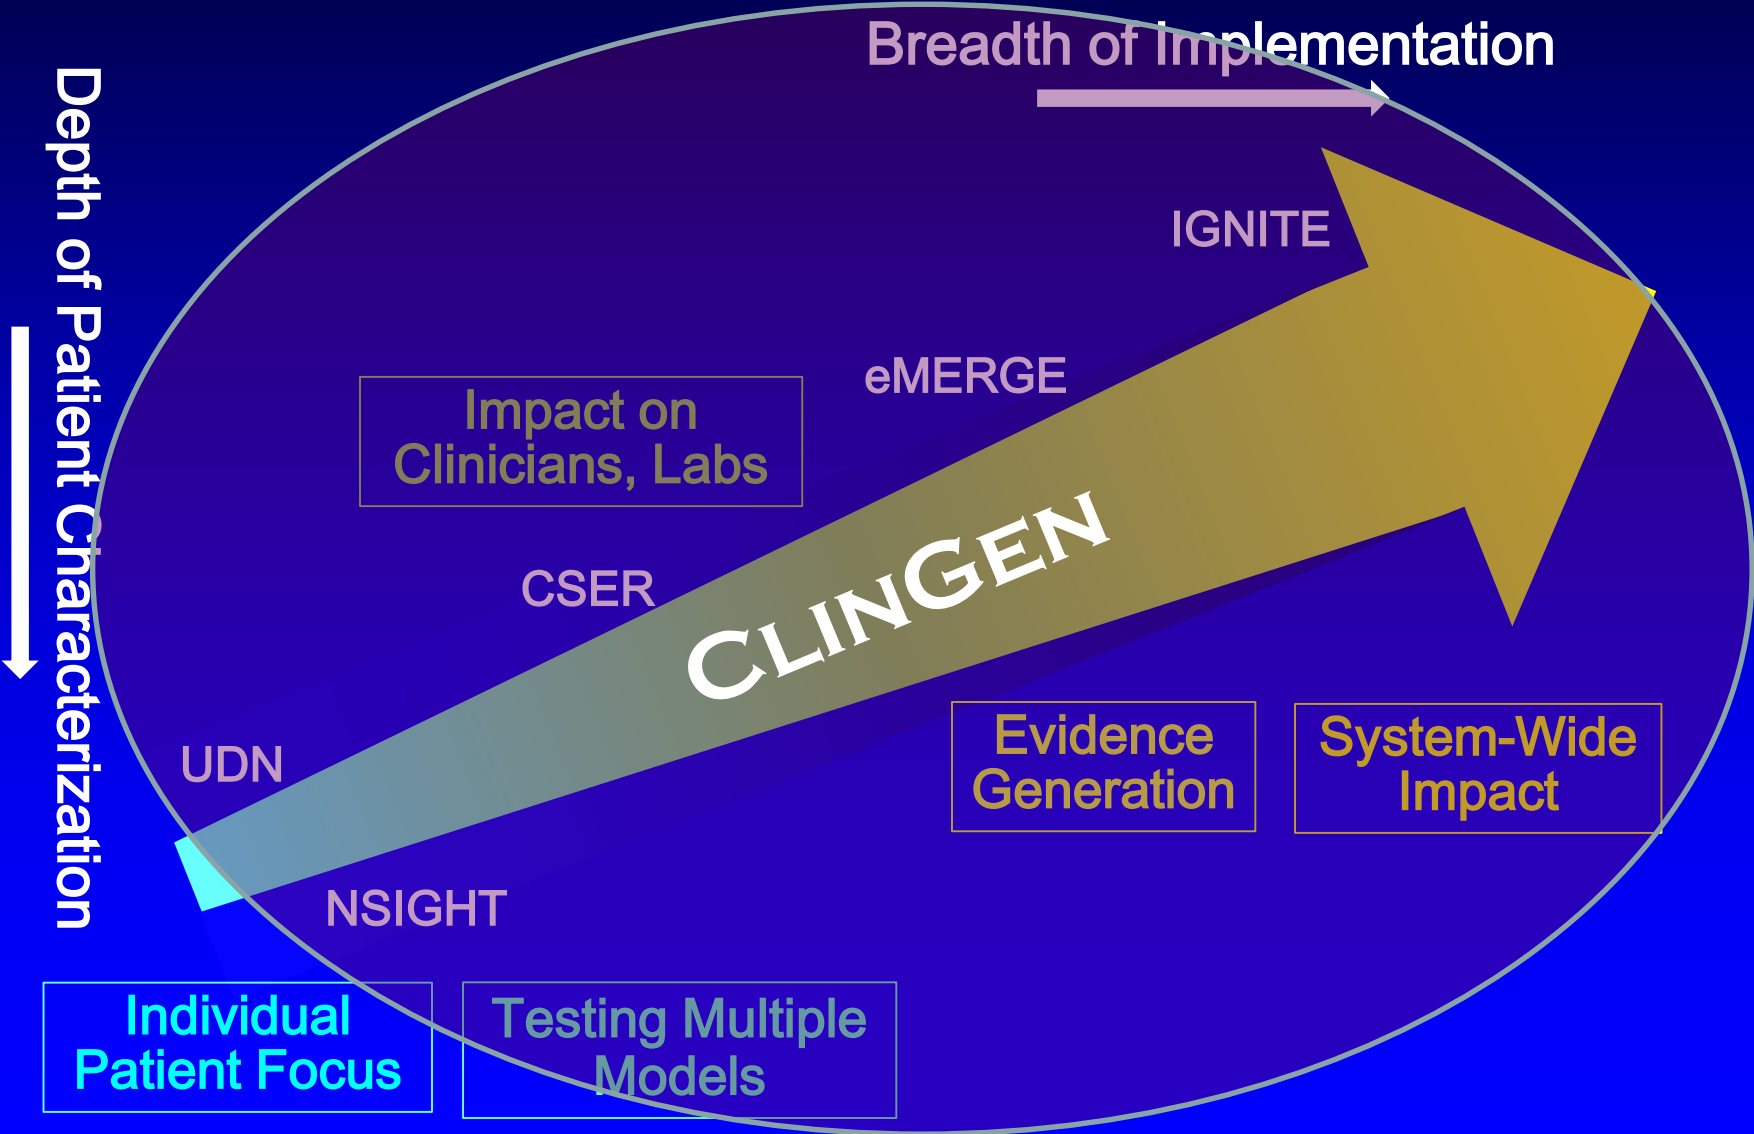 Breadth of Implementation
Depth of Patient Characterization
IGNITE
eMERGE
Impact on
Clinicians, Labs
CLINGEN
CSER
UDN
Evidence
Generation
System-Wide
Impact
NSIGHT
Individual
Patient Focus
Testing Multiple
Models